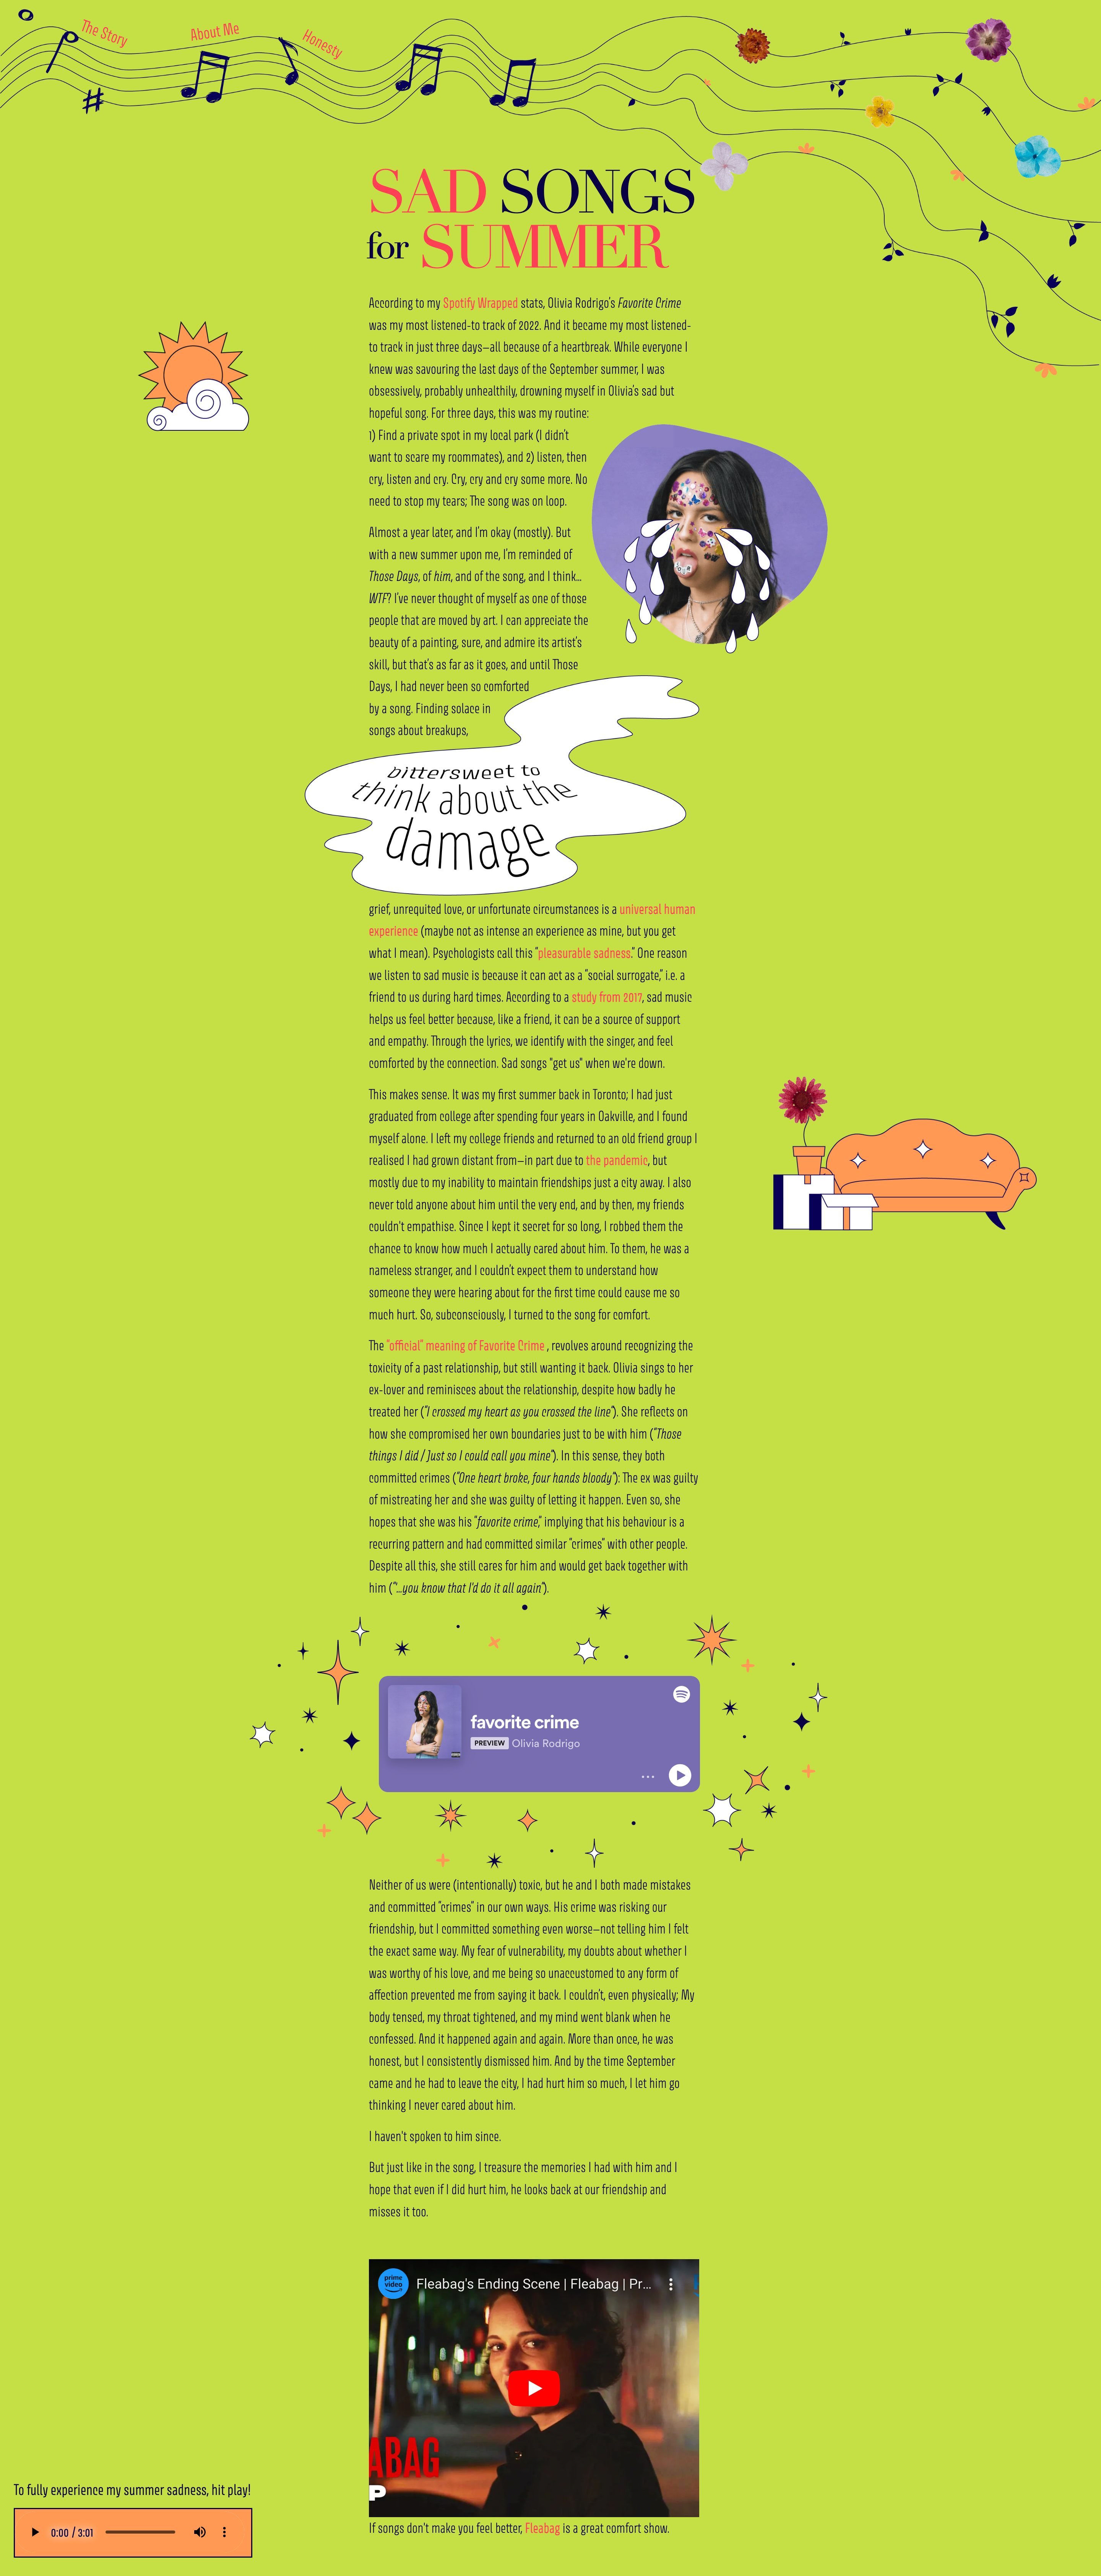 The Story
About Me
Honesty
SAD SONGS
for SUMMER
According to my Spotify Wrapped stats, Olivia Rodrigo's Favorite Crime
was my most listened-to track of 2022. And it became my most listened-
to track in just three days—all because of a heartbreak. While everyone I
knew was savouring the last days of the September summer, I was
obsessively, probably unhealthily, drowning myself in Olivia's sad but
hopeful song. For three days, this was my routine:
1) Find a private spot in my local park (I didn't
want to scare my roommates), and 2) listen, then
cry, listen and cry. Cry, cry and cry some more. No
need to stop my tears; The song was on loop.
Almost a year later, and I'm okay (mostly). But
with a new summer upon me, I'm reminded of
Those Days, of him, and of the song, and I think...
WTF? I've never thought of myself as one of those
people that are moved by art. I can appreciate the
beauty of a painting, sure, and admire its artist's
skill, but that's as far as it goes, and until Those
Days, I had never been so comforted
by a song. Finding solace in
songs about breakups,
bittersweet to
think about the
damage
grief, unrequited love, or unfortunate circumstances is a universal human
experience (maybe not as intense an experience as mine, but you get
what I mean). Psychologists call this "pleasurable sadness." One reason
we listen to sad music is because it can act as a "social surrogate," i.e. a
friend to us during hard times. According to a study from 2017, sad music
helps us feel better because, like a friend, it can be a source of support
and empathy. Through the lyrics, we identify with the singer, and feel
comforted by the connection. Sad songs "get us" when we're down.
This makes sense. It was my first summer back in Toronto; I had just
graduated from college after spending four years in Oakville, and I found
myself alone. I left my college friends and returned to an old friend group I
realised I had grown distant from—in part due to the pandemic, but
mostly due to my inability to maintain friendships just a city away. I also
never told anyone about him until the very end, and by then, my friends
couldn't empathise. Since I kept it secret for so long, I robbed them the
chance to know how much I actually cared about him. To them, he was a
nameless stranger, and I couldn't expect them to understand how
someone they were hearing about for the first time could cause me so
much hurt. So, subconsciously, I turned to the song for comfort.
The "official" meaning of Favorite Crime , revolves around recognizing the
toxicity of a past relationship, but still wanting it back. Olivia sings to her
ex-lover and reminisces about the relationship, despite how badly he
treated her ("I crossed my heart as you crossed the line"). She reflects on
how she compromised her own boundaries just to be with him ("Those
things I did / Just so I could call you mine"). In this sense, they both
committed crimes ("One heart broke, four hands bloody"): The ex was guilty
of mistreating her and she was guilty of letting it happen. Even so, she
hopes that she was his "favorite crime," implying that his behaviour is a
recurring pattern and had committed similar "crimes" with other people.
Despite all this, she still cares for him and would get back together with
him ("...you know that I'd do it all again").
favorite crime
PREVIEW Olivia Rodrigo
Neither of us were (intentionally) toxic, but he and I both made mistakes
and committed "crimes" in our own ways. His crime was risking our
friendship, but I committed something even worse—not telling him I felt
the exact same way. My fear of vulnerability, my doubts about whether I
was worthy of his love, and me being so unaccustomed to any form of
affection prevented me from saying it back. I couldn't, even physically; My
body tensed, my throat tightened, and my mind went blank when he
confessed. And it happened again and again. More than once, he was
honest, but I consistently dismissed him. And by the time September
came and he had to leave the city, I had hurt him so much, I let him go
thinking I never cared about him.
I haven't spoken to him since.
But just like in the song, I treasure the memories I had with him and I
hope that even if I did hurt him, he looks back at our friendship and
misses it too.
prime video
Fleabag's Ending Scene | Fleabag | Pr...
ABAG
P
If songs don't make you feel better, Fleabag is a great comfort show.
To fully experience my summer sadness, hit play!
0:00 / 3:01